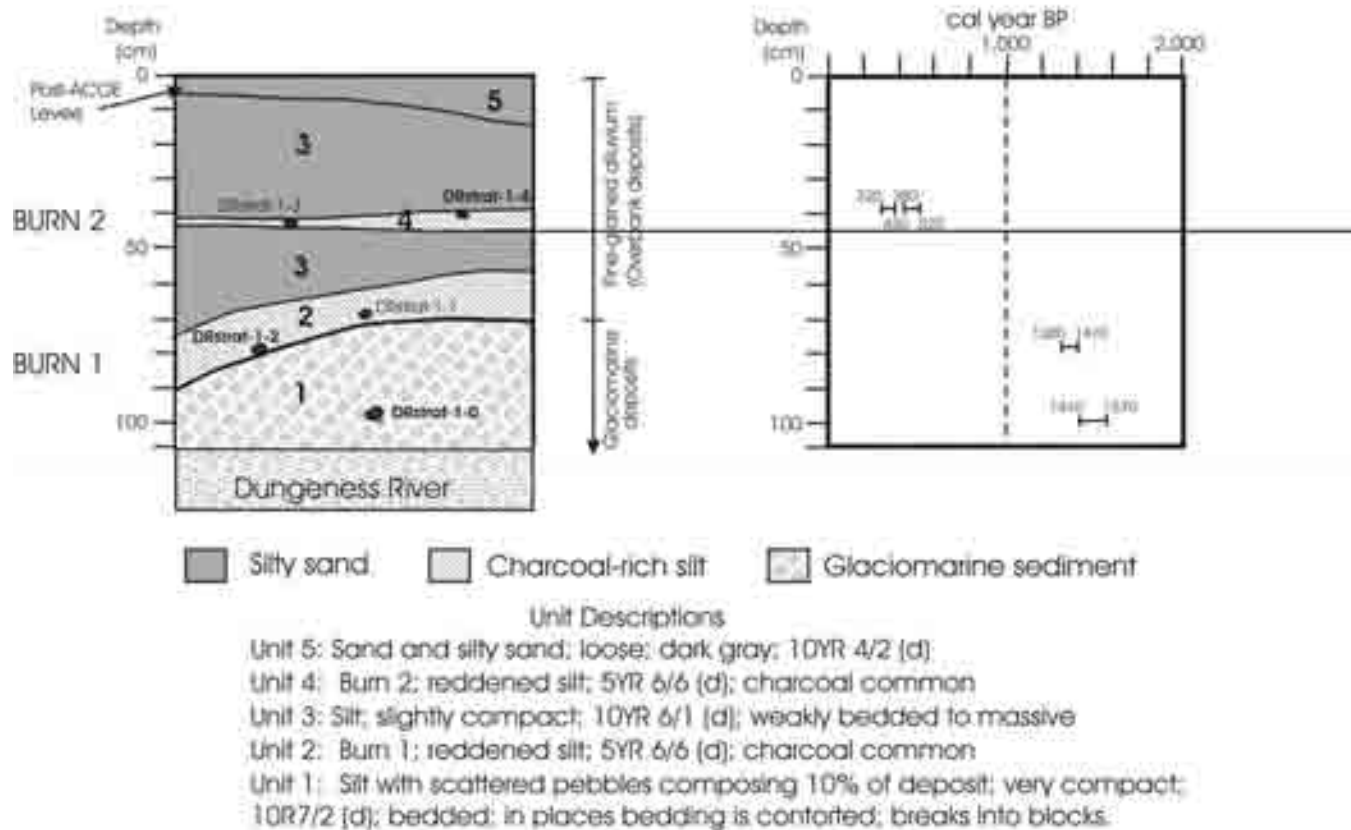 Depth
(cm)
0
Post-ACOE
Levee
5
3
DRstrat-1-3
DRstrat-1-4
4
BURN 2
50
3
2
DRstrat-1-1
DRstrat-1-2
BURN 1
1
DRstrat-1-0
100
Dungeness River
Fine-grained alluvium
(Overbank deposits)
Glaciomarine
deposits
cal year BP
Depth
(cm)
1,000
2,000
0
50
100
Silty sand
Charcoal-rich silt
Glaciomarine sediment
Unit Descriptions
Unit 5: Sand and silty sand; loose; dark gray; 10YR 4/2 (d)
Unit 4: Burn 2; reddened silt; 5YR 6/6 (d); charcoal common
Unit 3: Silt; slightly compact; 10YR 6/1 (d); weakly bedded to massive
Unit 2: Burn 1; reddened silt; 5YR 6/6 (d); charcoal common
Unit 1: Silt with scattered pebbles composing 10% of deposit; very compact;
10R7/2 (d); bedded; in places bedding is contorted; breaks into blocks.